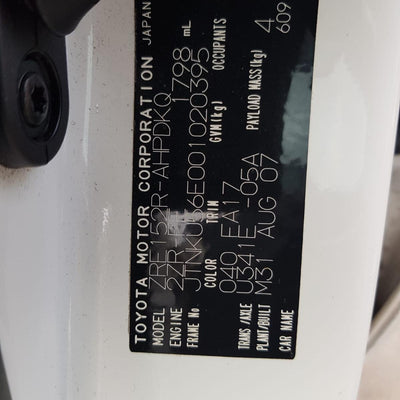 TOYOTA MOTOR CORPORATION JAPAN
MODEL ZRE152R-AHPDKQ
ENGINE 1798 mL
FRAME No JTNKU56E001020395
COLOR TRIM GVM(kg) OCCUPANTS
040 EA17
TRANS/AXLE U341E -05A
PLANT/BUILT M31 AUG 07 PAYLOAD MASS(kg) 4
CAR NAME 609